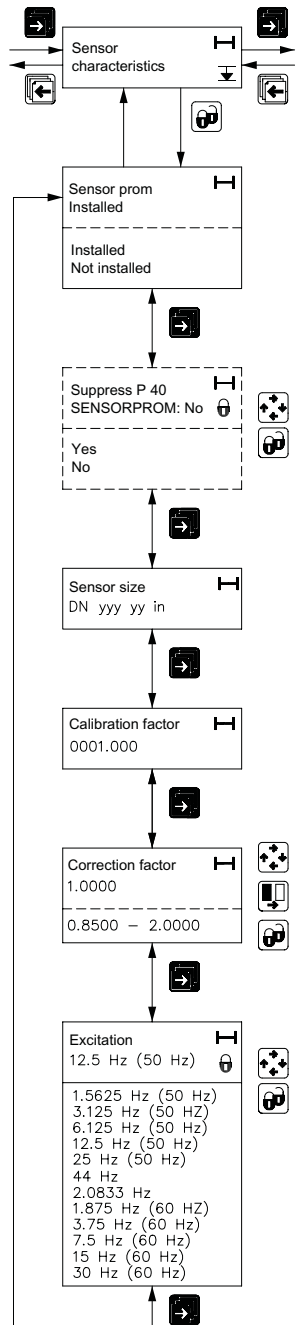 Sensor
characteristics
Sensor prom
Installed
Installed
Not installed
Suppress P 40
SENSORPROM: No
Yes
No
Sensor size
DN yyy yy in
Calibration factor
0001.000
Correction factor
1.0000
0.8500 – 2.0000
Excitation
12.5 Hz (50 Hz)
1.5625 Hz (50 Hz)
3.125 Hz (50 HZ)
6.125 Hz (50 Hz)
12.5 Hz (50 Hz)
25 Hz (50 Hz)
44 Hz
2.0833 Hz
1.875 Hz (60 HZ)
3.75 Hz (60 Hz)
7.5 Hz (60 Hz)
15 Hz (60 Hz)
30 Hz (60 Hz)